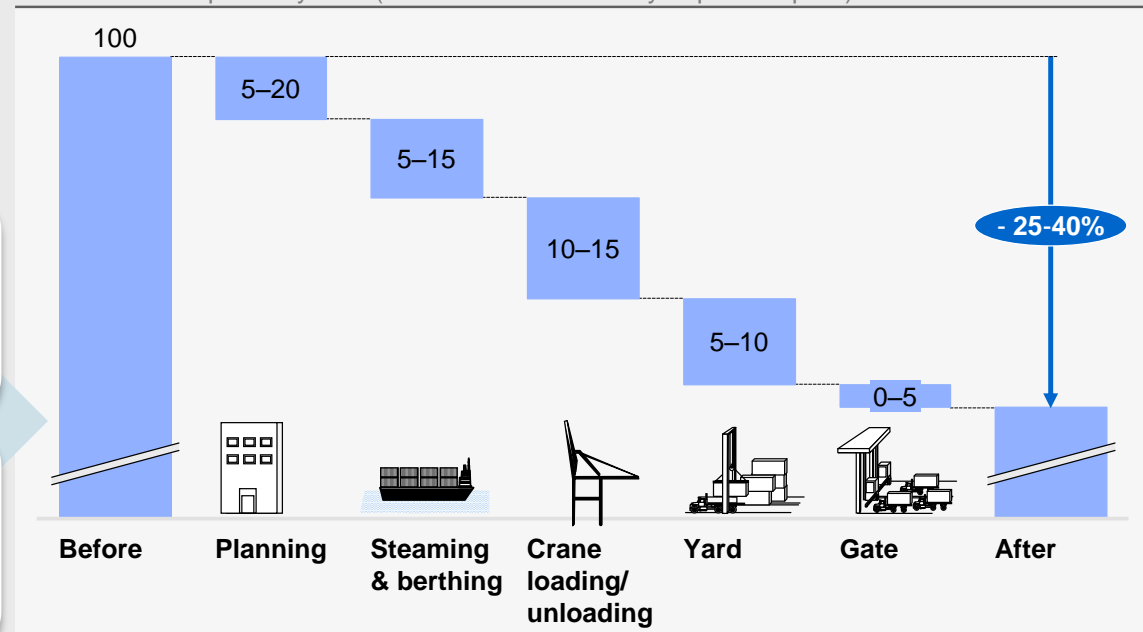 100
5–20
5–15
10–15
5–10
0–5
- 25-40%
Before
Planning
Steaming
& berthing
Crane
loading/
unloading
Yard
Gate
After